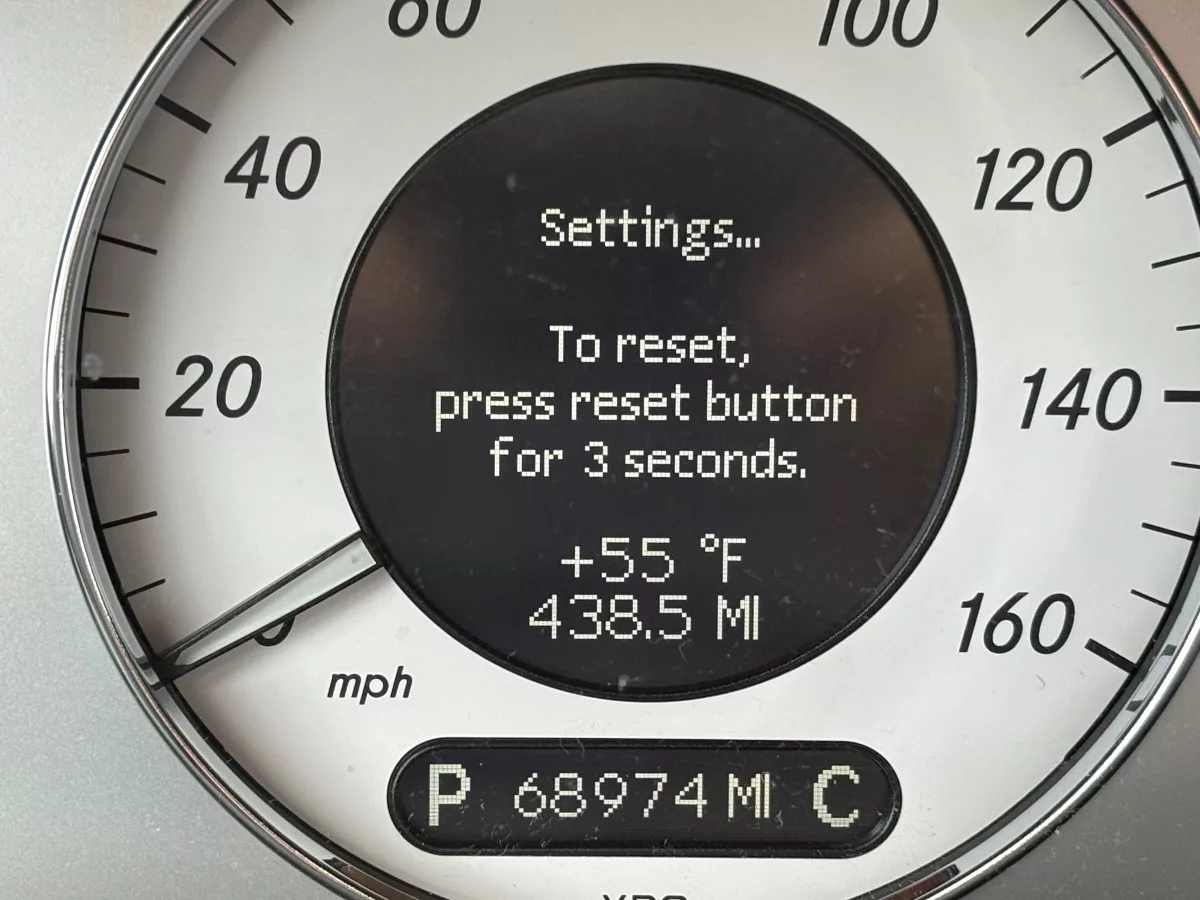 60
100
40
120
Settings...
To reset,
20
press reset button
140
for 3 seconds.
+55 °F
438.5 MI
160
mph
P 68974 MI C